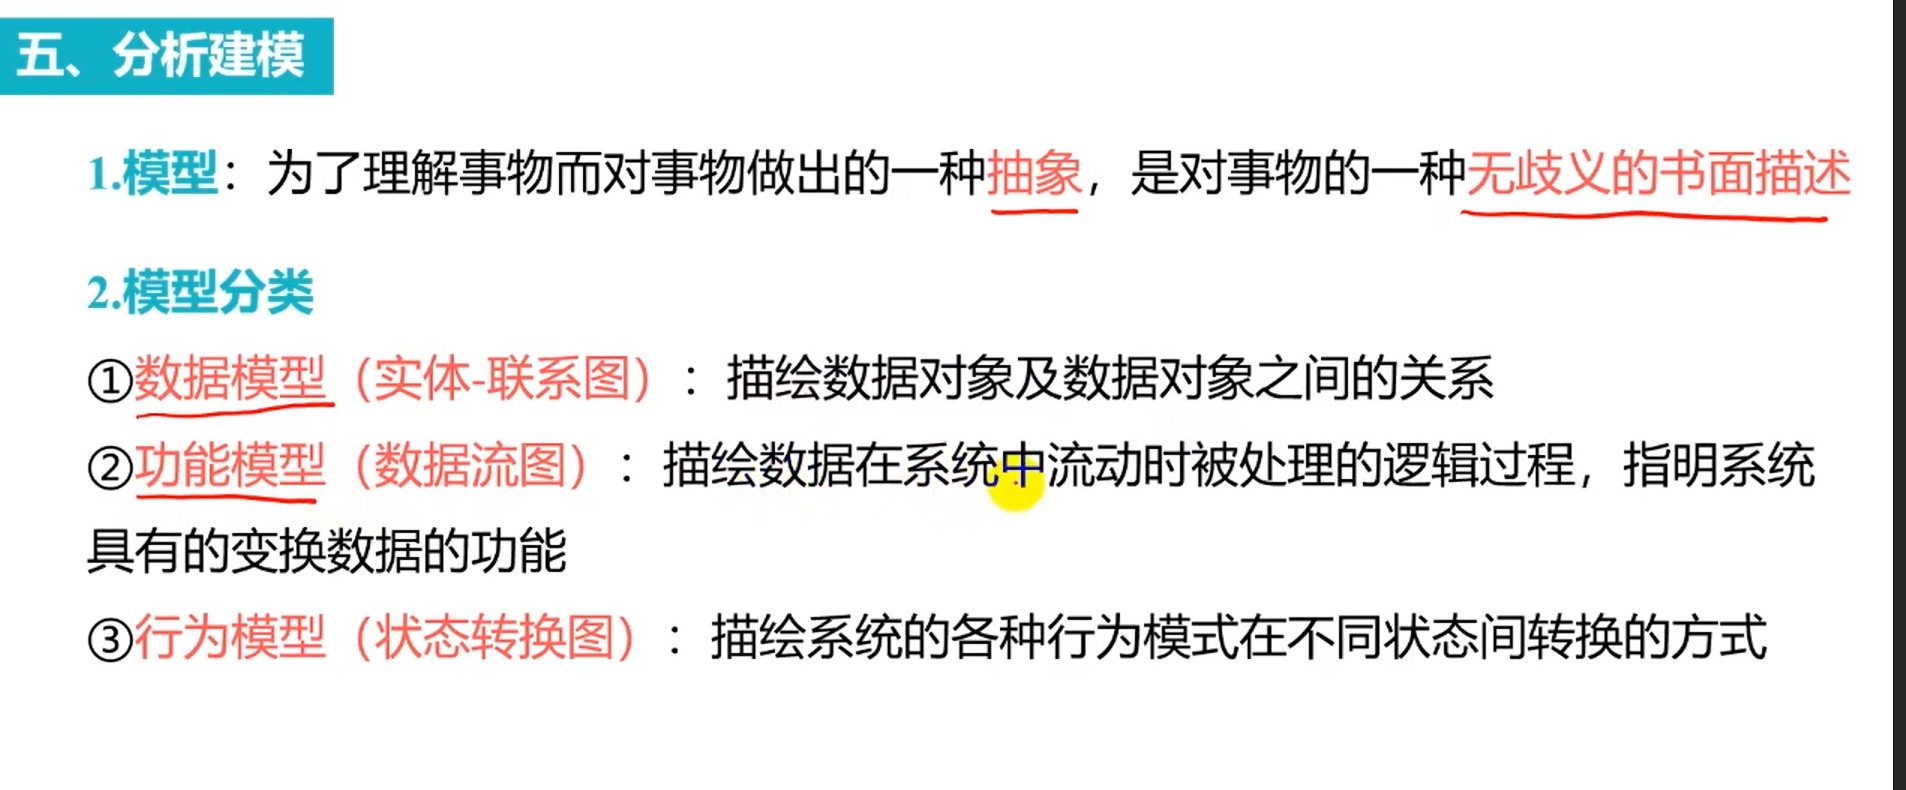 五、分析建模
1.模型：为了理解事物而对事物做出的一种抽象，是对事物的一种无歧义的书面描述
2.模型分类
①数据模型（实体-联系图）：描绘数据对象及数据对象之间的关系
②功能模型（数据流图）：描绘数据在系统中流动时被处理的逻辑过程，指明系统
具有的变换数据的功能
③行为模型（状态转换图）：描绘系统的各种行为模式在不同状态间转换的方式